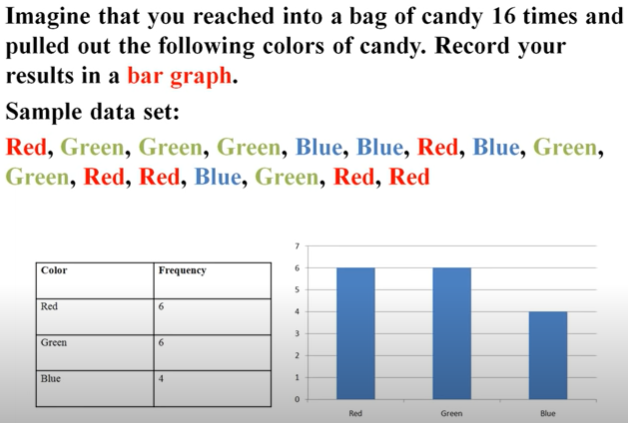 Imagine that you reached into a bag of candy 16 times and
pulled out the following colors of candy. Record your
results in a bar graph.
Sample data set:
Red, Green, Green, Green, Blue, Blue, Red, Blue, Green,
Green, Red, Red, Blue, Green, Red, Red
Color Frequency
Red 6
Green 6
Blue 4
7
6
5
4
3
2
1
0
Red Green Blue